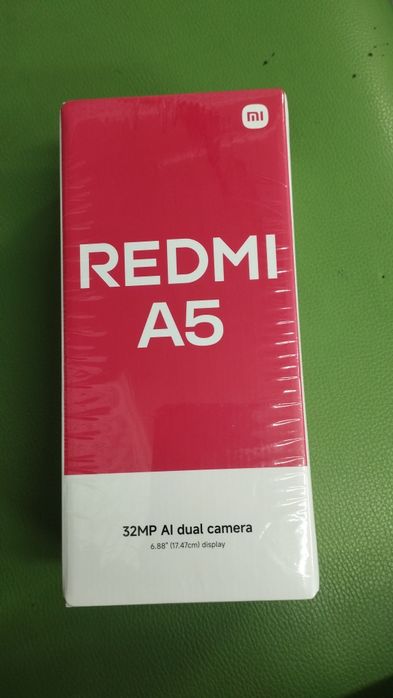 mi
REDMI
A5
32MP AI dual camera
6.88" (17.47cm) display